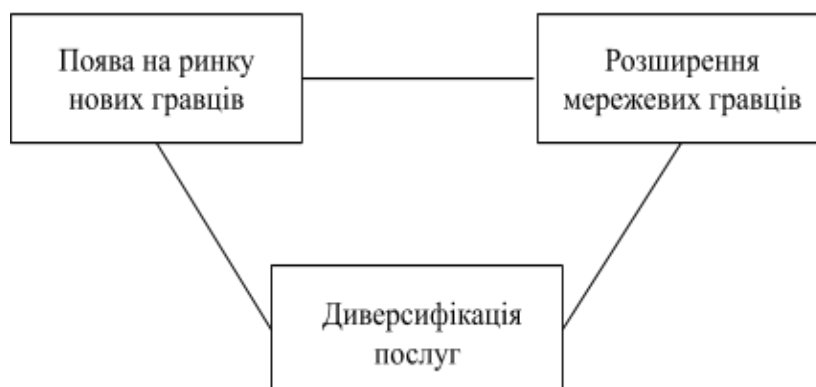 Поява на ринку
нових гравців
Розширення
мережевих гравців
Диверсифікація
послуг